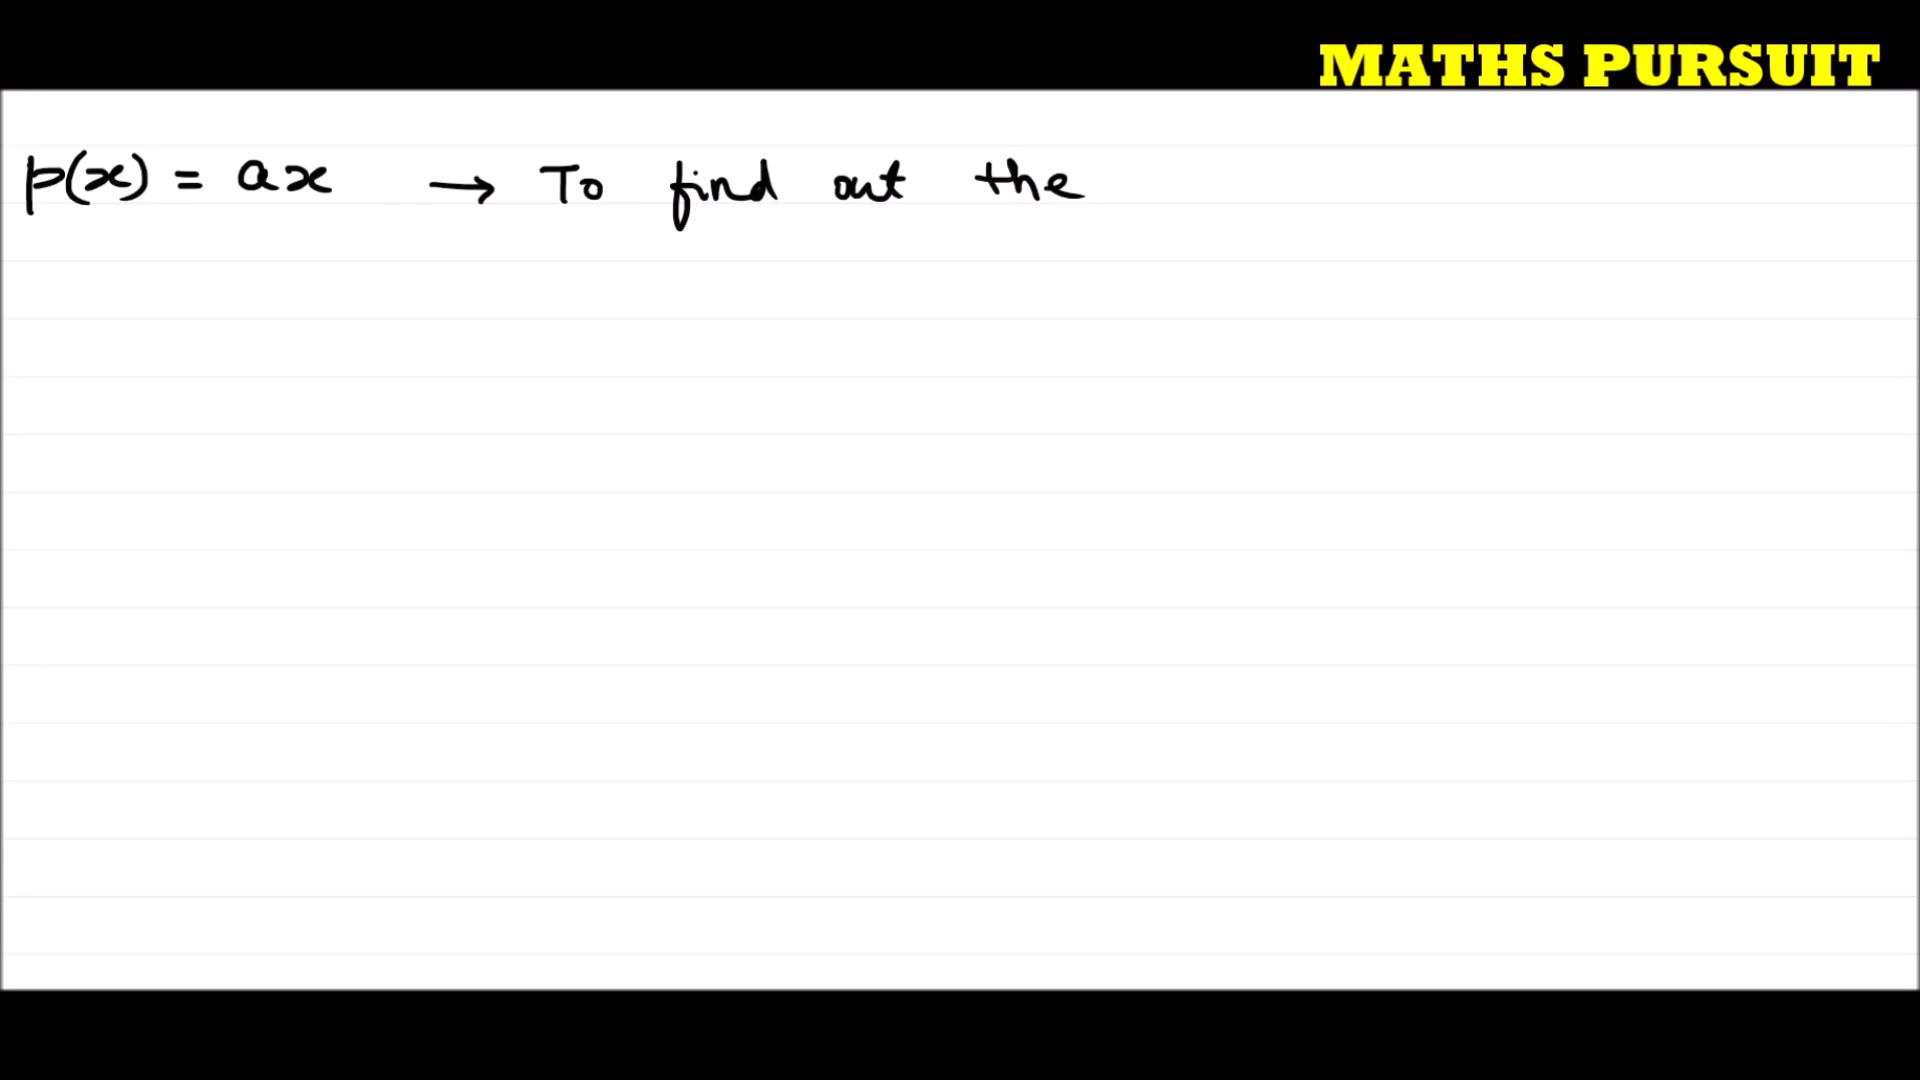 MATHS PURSUIT
p(x) = ax → To find out the